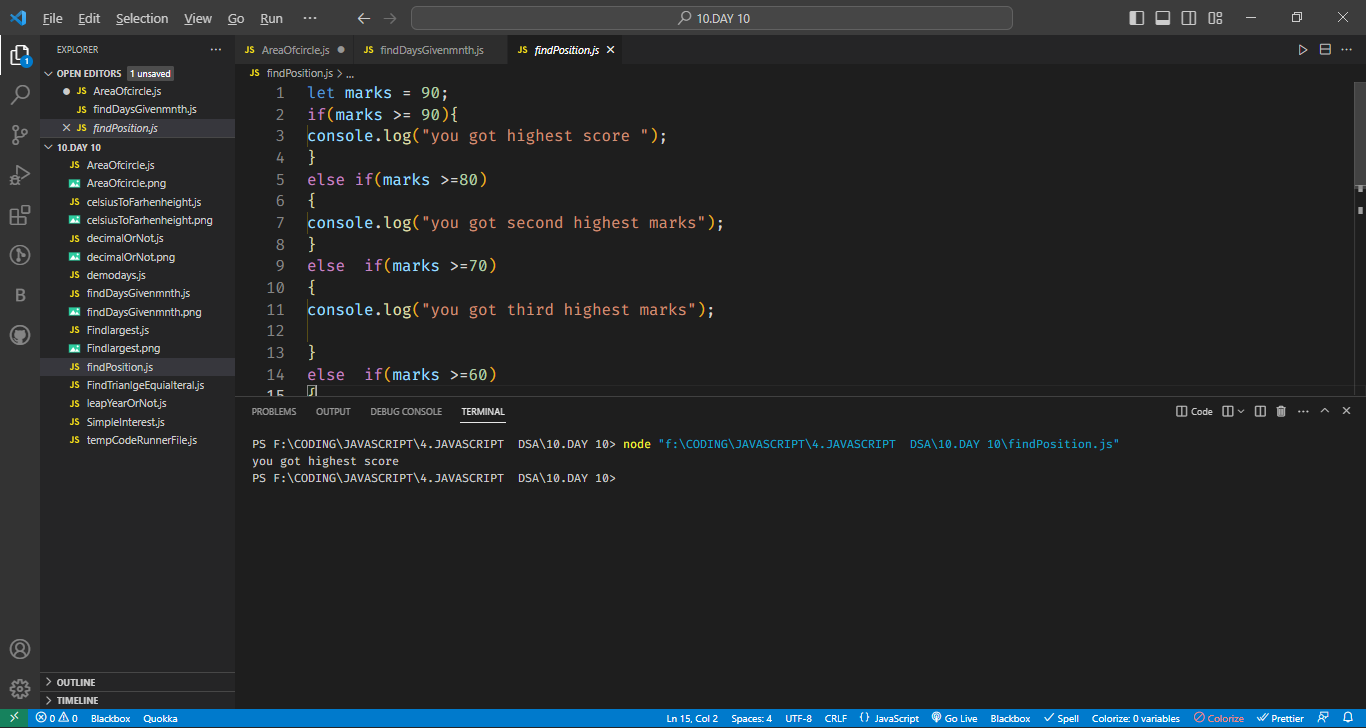 File Edit Selection View Go Run ··· 10.DAY 10
EXPLORER ···
OPEN EDITORS 1 unsaved
JS AreaOfcircle.js
JS findDaysGivenmnth.js
JS findPosition.js
10.DAY 10
JS AreaOfcircle.js
AreaOfcircle.png
JS celsiusToFarhenheight.js
celsiusToFarhenheight.png
JS decimalOrNot.js
decimalOrNot.png
JS demodays.js
JS findDaysGivenmnth.js
findDaysGivenmnth.png
JS Findlargest.js
Findlargest.png
JS findPosition.js
JS FindTrianlgeEquialteral.js
JS leapYearOrNot.js
JS SimpleInterest.js
JS tempCodeRunnerFile.js
OUTLINE
TIMELINE
JS AreaOfcircle.js JS findDaysGivenmnth.js JS findPosition.js
JS findPosition.js > ...
1 let marks = 90;
2 if(marks >= 90){
3 console.log("you got highest score ");
4 }
5 else if(marks >=80)
6 {
7 console.log("you got second highest marks");
8 }
9 else  if(marks >=70)
10 {
11 console.log("you got third highest marks");
12
13 }
14 else  if(marks >=60)
15 {
PROBLEMS OUTPUT DEBUG CONSOLE TERMINAL Code
PS F:\CODING\JAVASCRIPT\4.JAVASCRIPT  DSA\10.DAY 10> node "f:\CODING\JAVASCRIPT\4.JAVASCRIPT  DSA\10.DAY 10\findPosition.js"
you got highest score
PS F:\CODING\JAVASCRIPT\4.JAVASCRIPT  DSA\10.DAY 10>
1
B
0 0 Blackbox Quokka Ln 15, Col 2 Spaces: 4 UTF-8 CRLF {} JavaScript Go Live Blackbox Spell Colorize: 0 variables Colorize Prettier